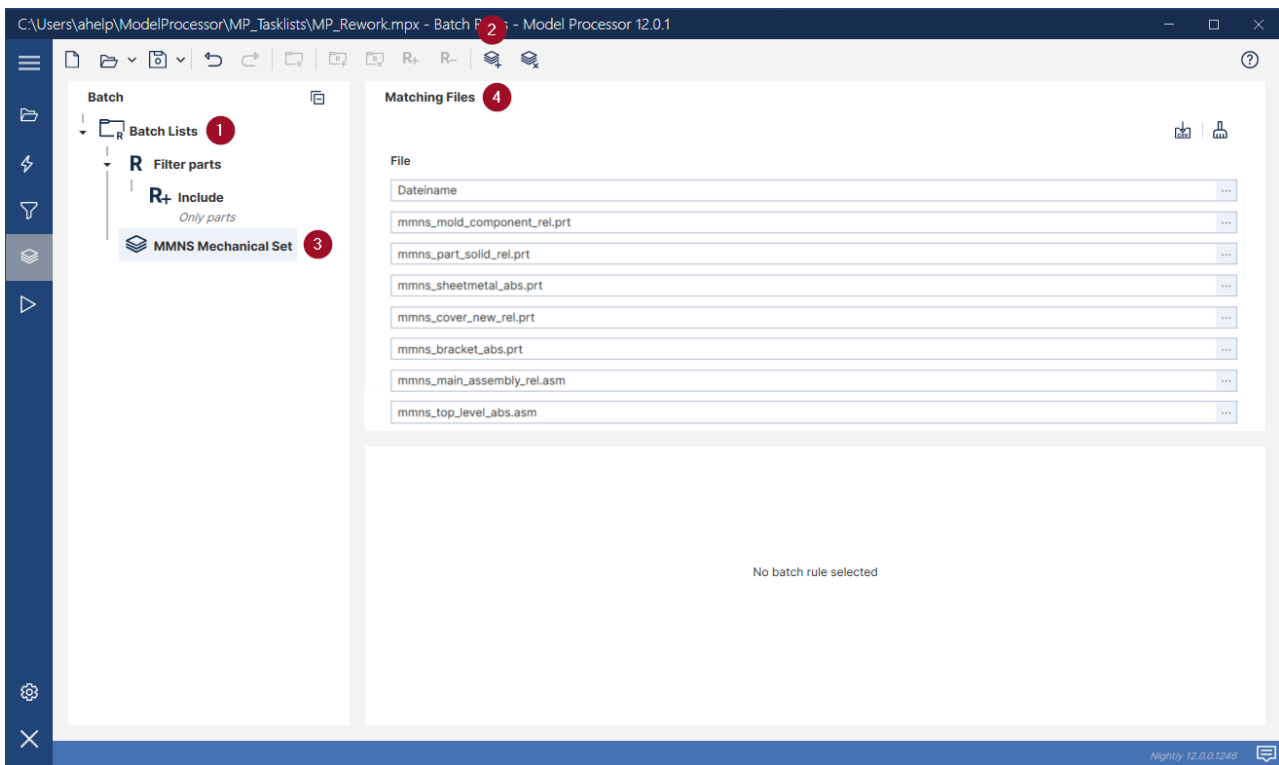 C:\Users\ahelp\ModelProcessor\MP_Tasklists\MP_Rework.mpx - Batch - Model Processor 12.0.1
2
R+ R-
Batch
Matching Files 4
Batch Lists 1
Filter parts
Include
Only parts
MMNS Mechanical Set 3
File
Dateiname
mmns_mold_component_rel.prt
mmns_part_solid_rel.prt
mmns_sheetmetal_abs.prt
mmns_cover_new_rel.prt
mmns_bracket_abs.prt
mmns_main_assembly_rel.asm
mmns_top_level_abs.asm
No batch rule selected
Nightly 12.0.0.1246